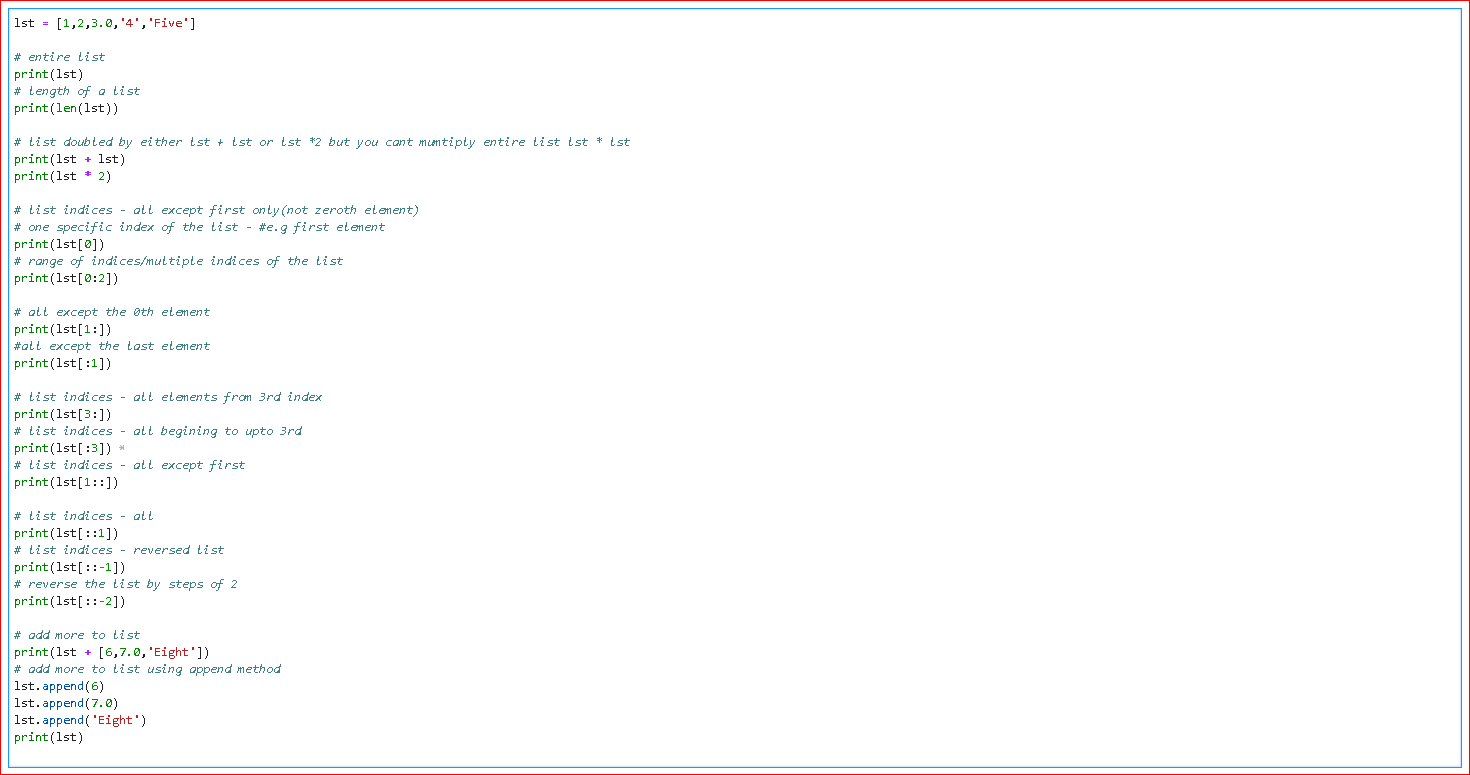 lst = [1,2,3.0,'4','Five']
# entire list
print(lst)
# length of a list
print(len(lst))
# list doubled by either lst + lst or lst *2 but you cant mumtiply entire list lst * lst
print(lst + lst)
print(lst * 2)
# list indices - all except first only(not zeroth element)
# one specific index of the list - #e.g first element
print(lst[0])
# range of indices/multiple indices of the list
print(lst[0:2])
# all except the 0th element
print(lst[1:])
#all except the last element
print(lst[:1])
# list indices - all elements from 3rd index
print(lst[3:])
# list indices - all begining to upto 3rd
print(lst[:3]) *
# list indices - all except first
print(lst[1::])
# list indices - all
print(lst[::1])
# list indices - reversed list
print(lst[::-1])
# reverse the list by steps of 2
print(lst[::-2])
# add more to list
print(lst + [6,7.0,'Eight'])
# add more to list using append method
lst.append(6)
lst.append(7.0)
lst.append('Eight')
print(lst)